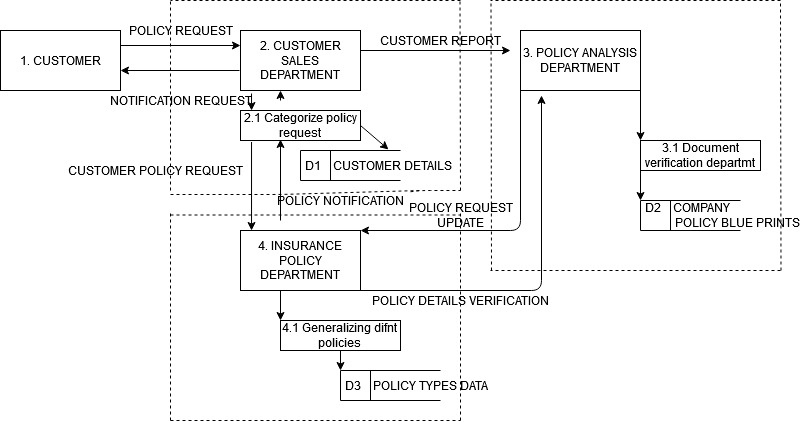 POLICY REQUEST
1. CUSTOMER
2. CUSTOMER
SALES
DEPARTMENT
CUSTOMER REPORT
3. POLICY ANALYSIS
DEPARTMENT
NOTIFICATION REQUEST
2.1 Categorize policy
request
D1 CUSTOMER DETAILS
3.1 Document
verification departmt
CUSTOMER POLICY REQUEST
POLICY NOTIFICATION
POLICY REQUEST
UPDATE
D2 COMPANY
POLICY BLUE PRINTS
4. INSURANCE
POLICY
DEPARTMENT
POLICY DETAILS VERIFICATION
4.1 Generalizing difnt
policies
D3 POLICY TYPES DATA